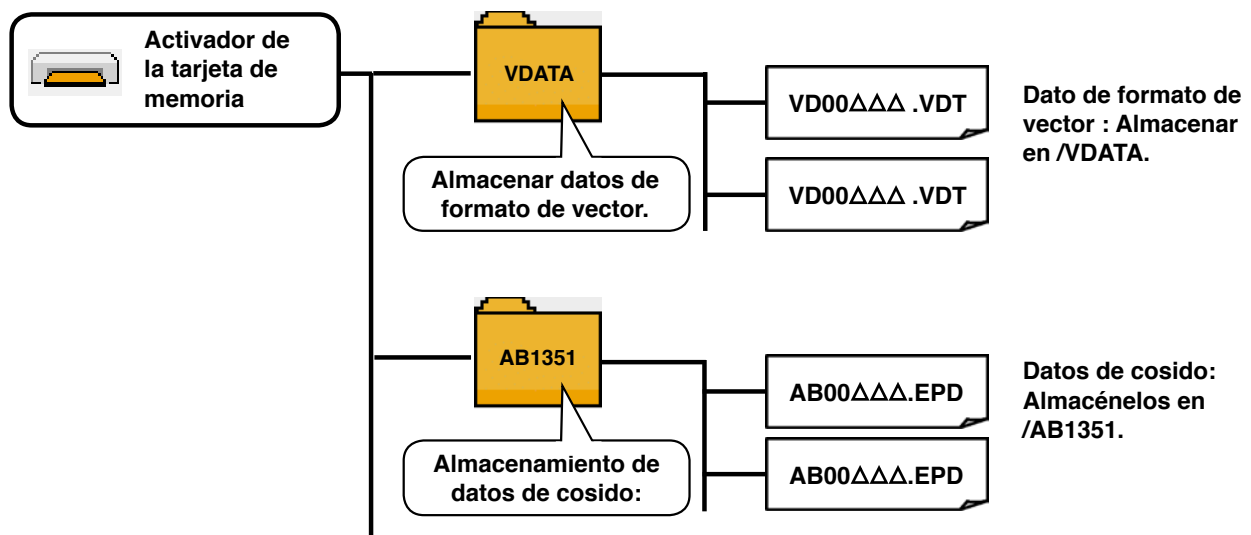 Activador de
la tarjeta de
memoria
VDATA
Almacenar datos de
formato de vector.
VD00△△△ .VDT
VD00△△△ .VDT
Dato de formato de
vector : Almacenar
en /VDATA.
AB1351
Almacenamiento de
datos de cosido:
AB00△△△.EPD
AB00△△△.EPD
Datos de cosido:
Almacénelos en
/AB1351.